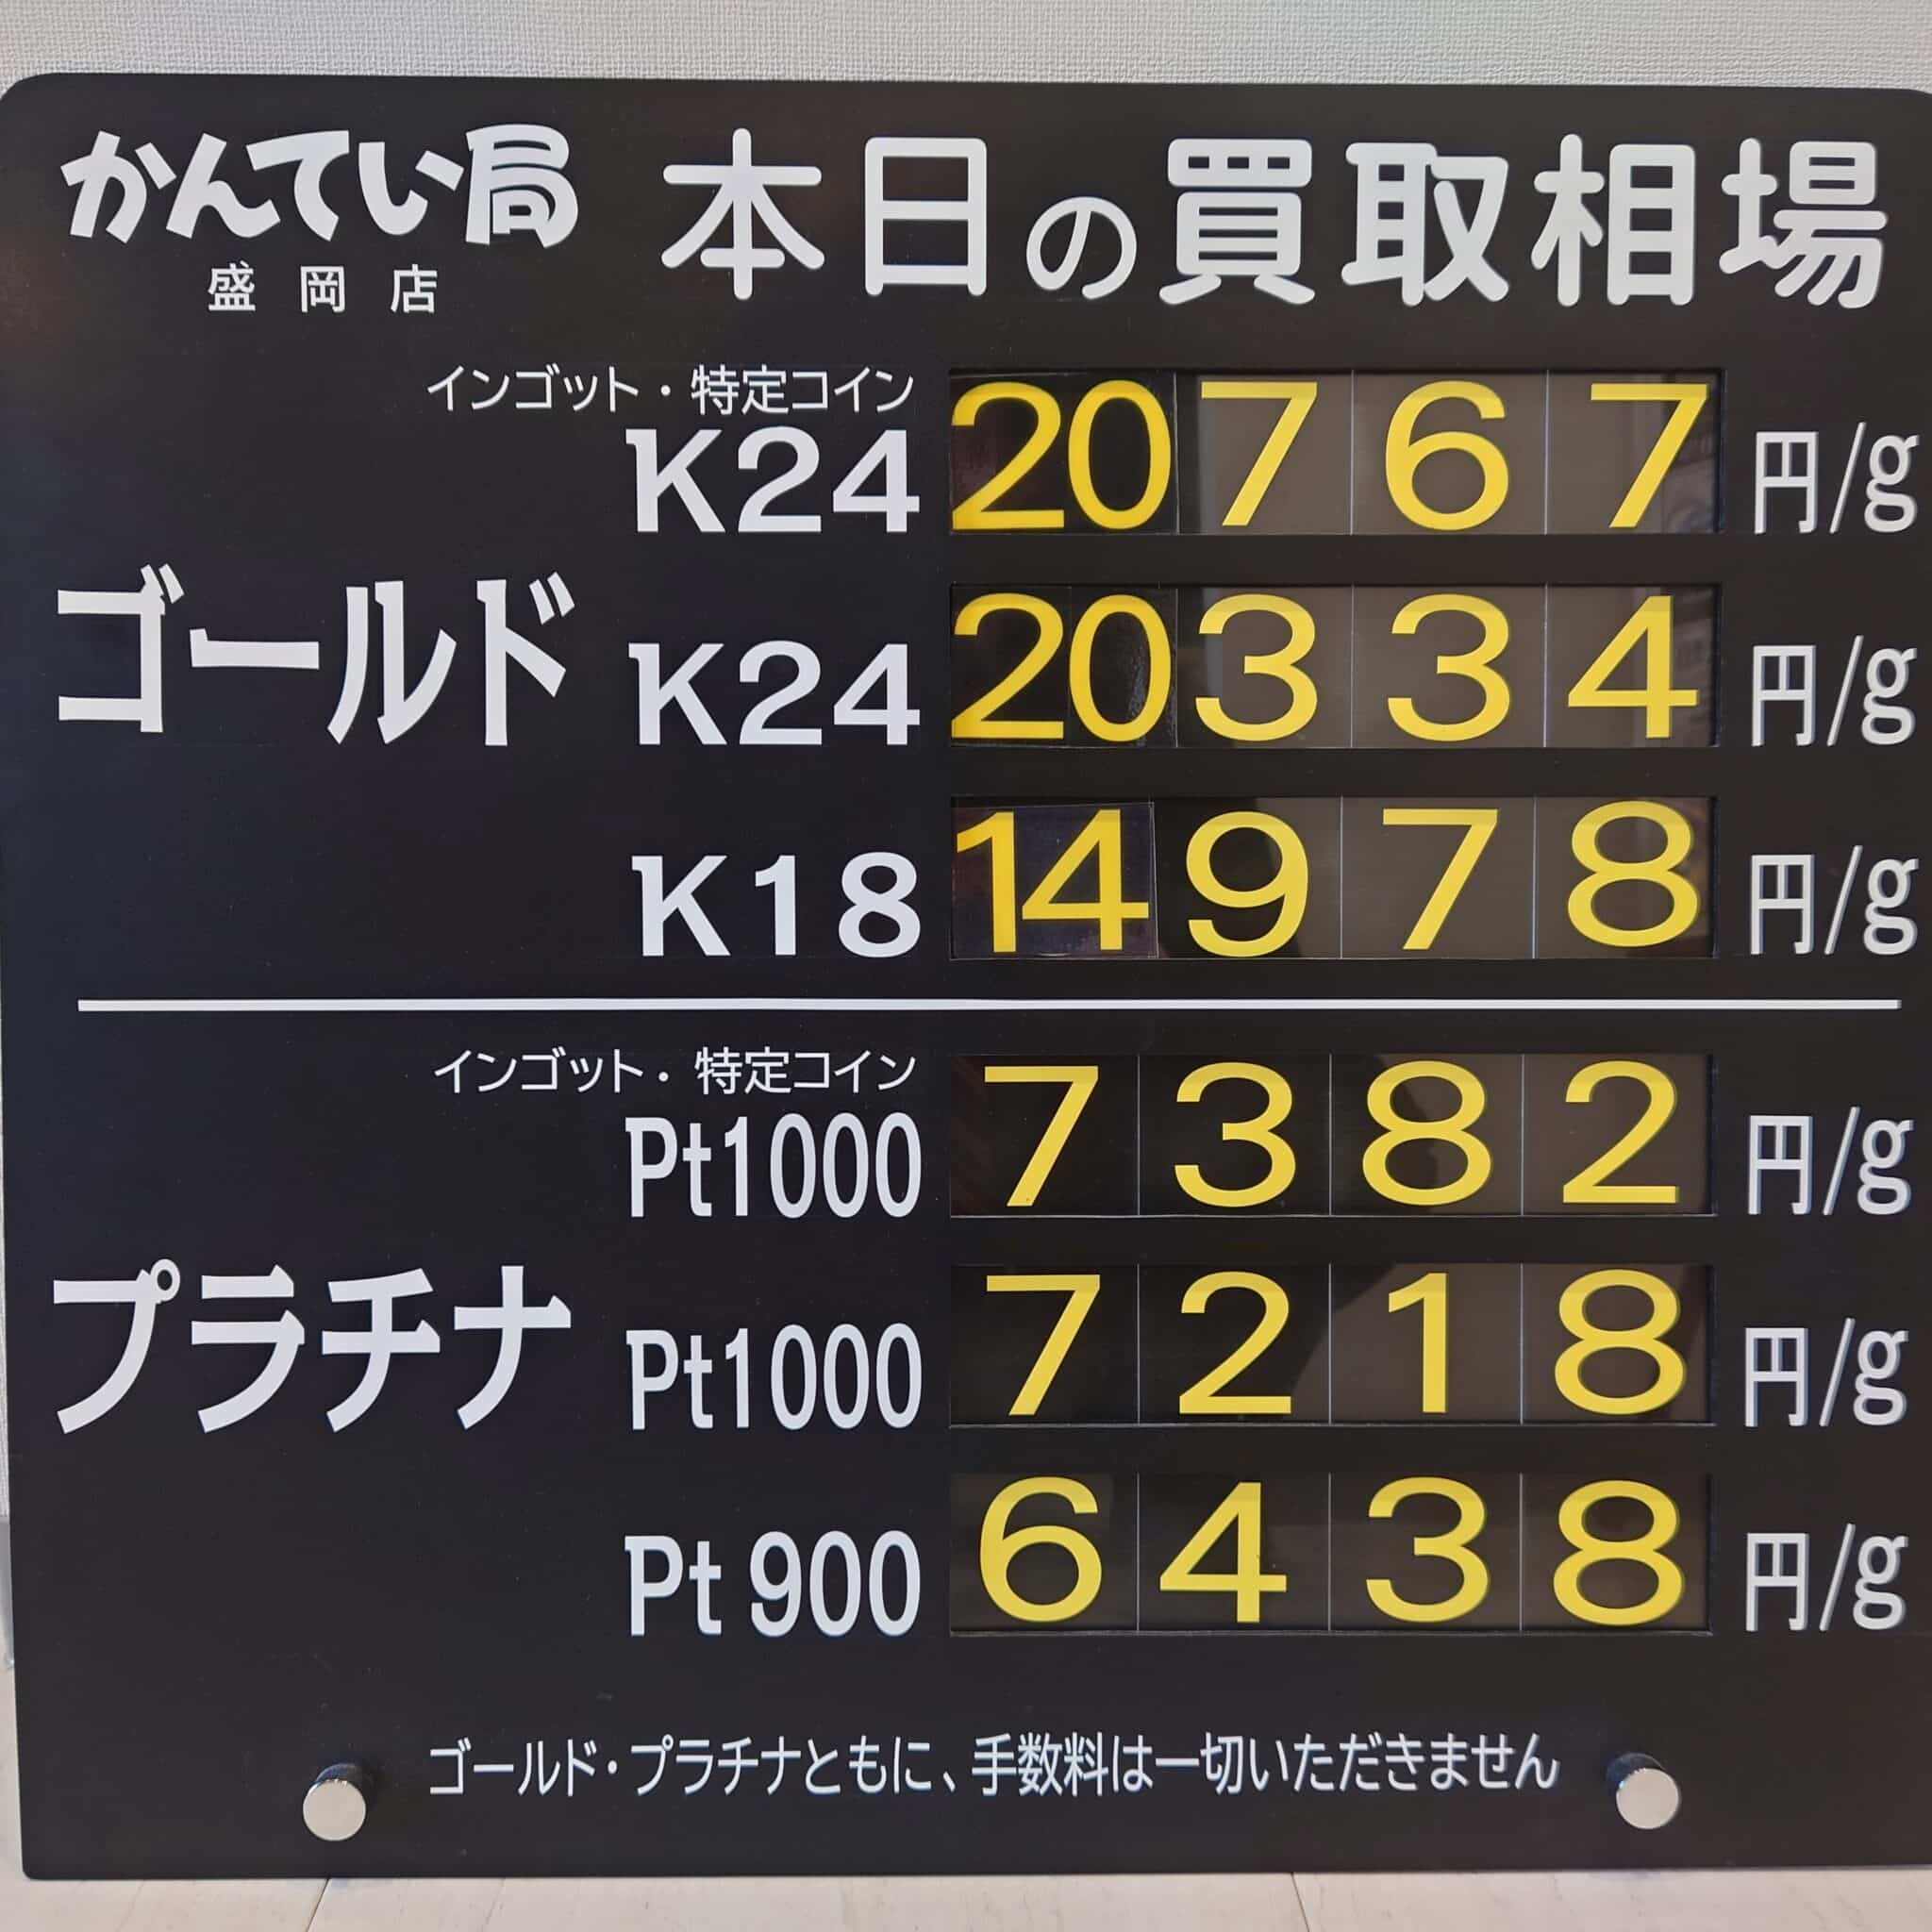 かんてい局 本日の買取相場
盛岡店
インゴット・特定コイン
K24 20767 円/g
ゴールド K24 20334 円/g
K18 14978 円/g
インゴット・特定コイン
Pt1000 7382 円/g
プラチナ Pt1000 7218 円/g
Pt900 6438 円/g
ゴールド・プラチナともに、手数料は一切いただきません